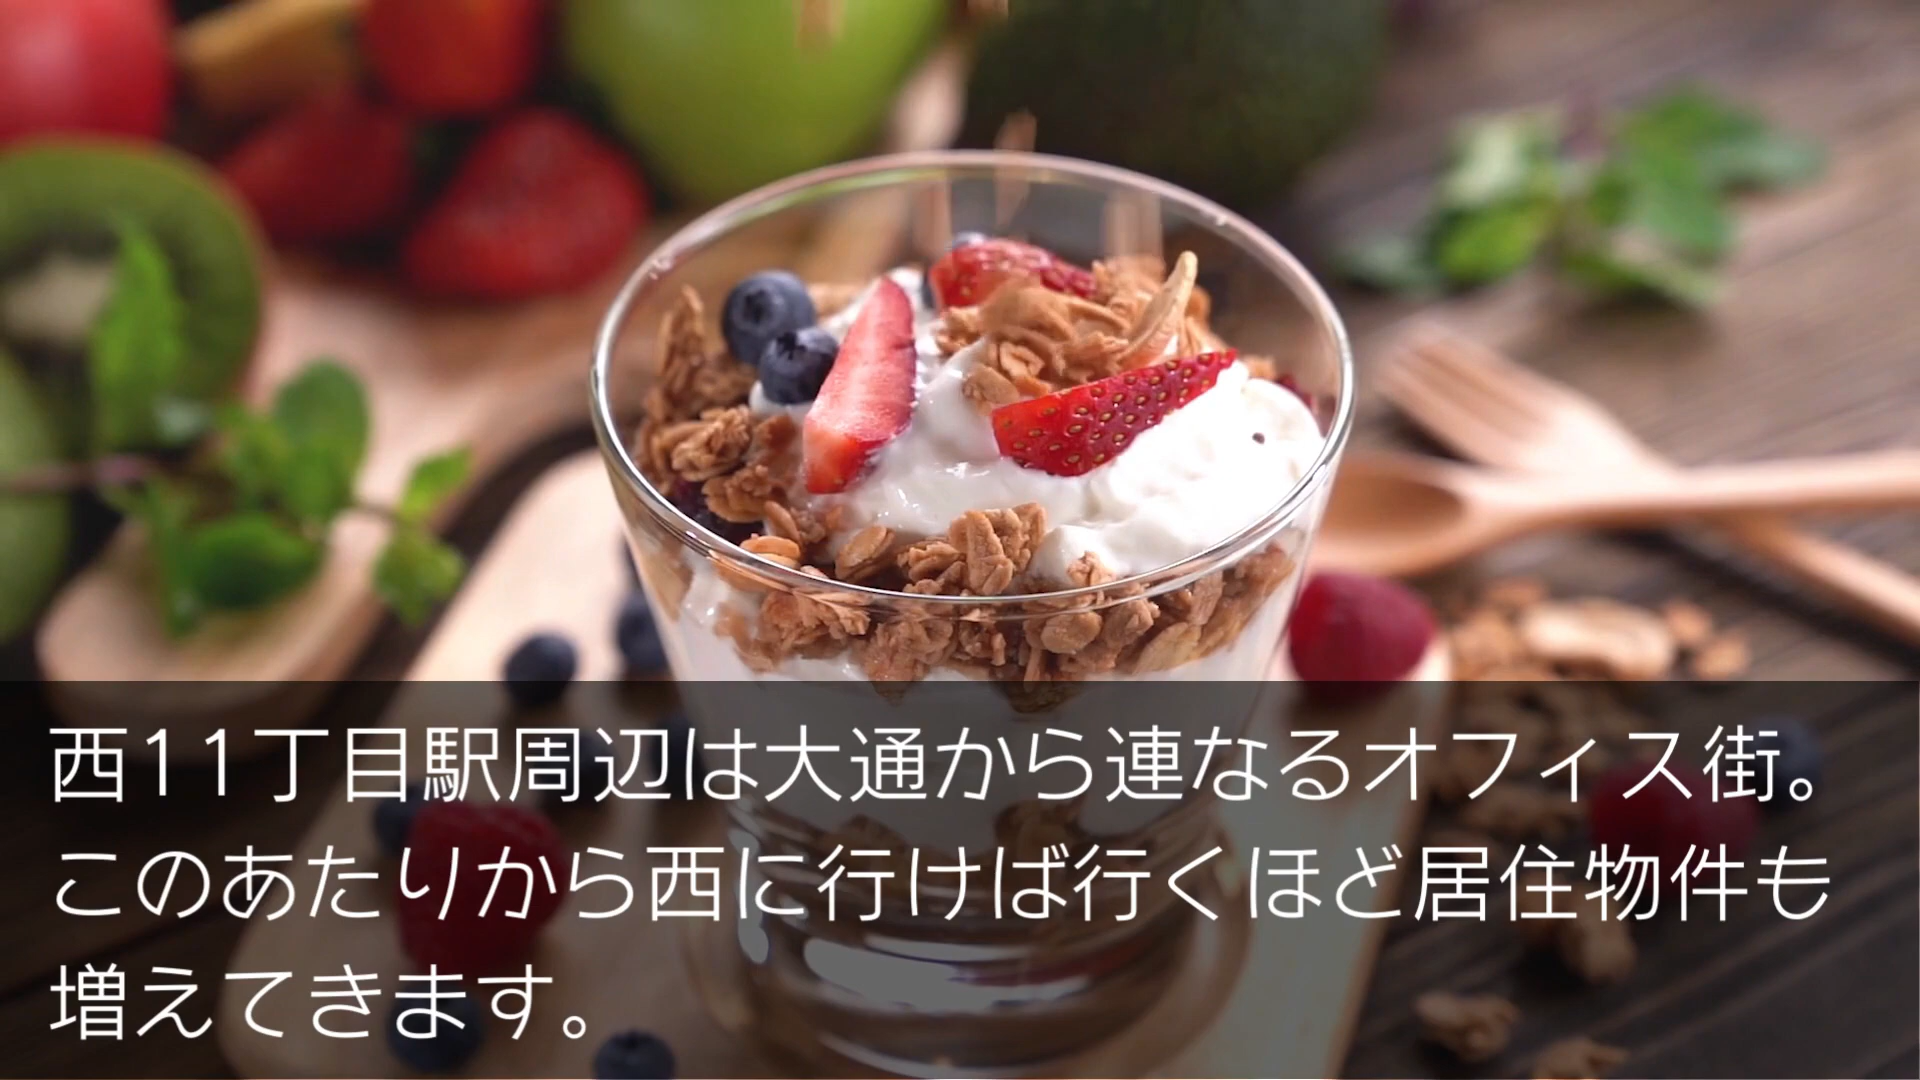 西11丁目駅周辺は大通から連なるオフィス街。
このあたりから西に行けば行くほど居住物件も
増えてきます。